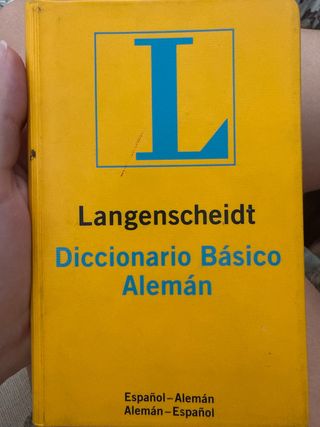 L
Langenscheidt
Diccionario Básico
Alemán
Español–Alemán
Alemán–Español